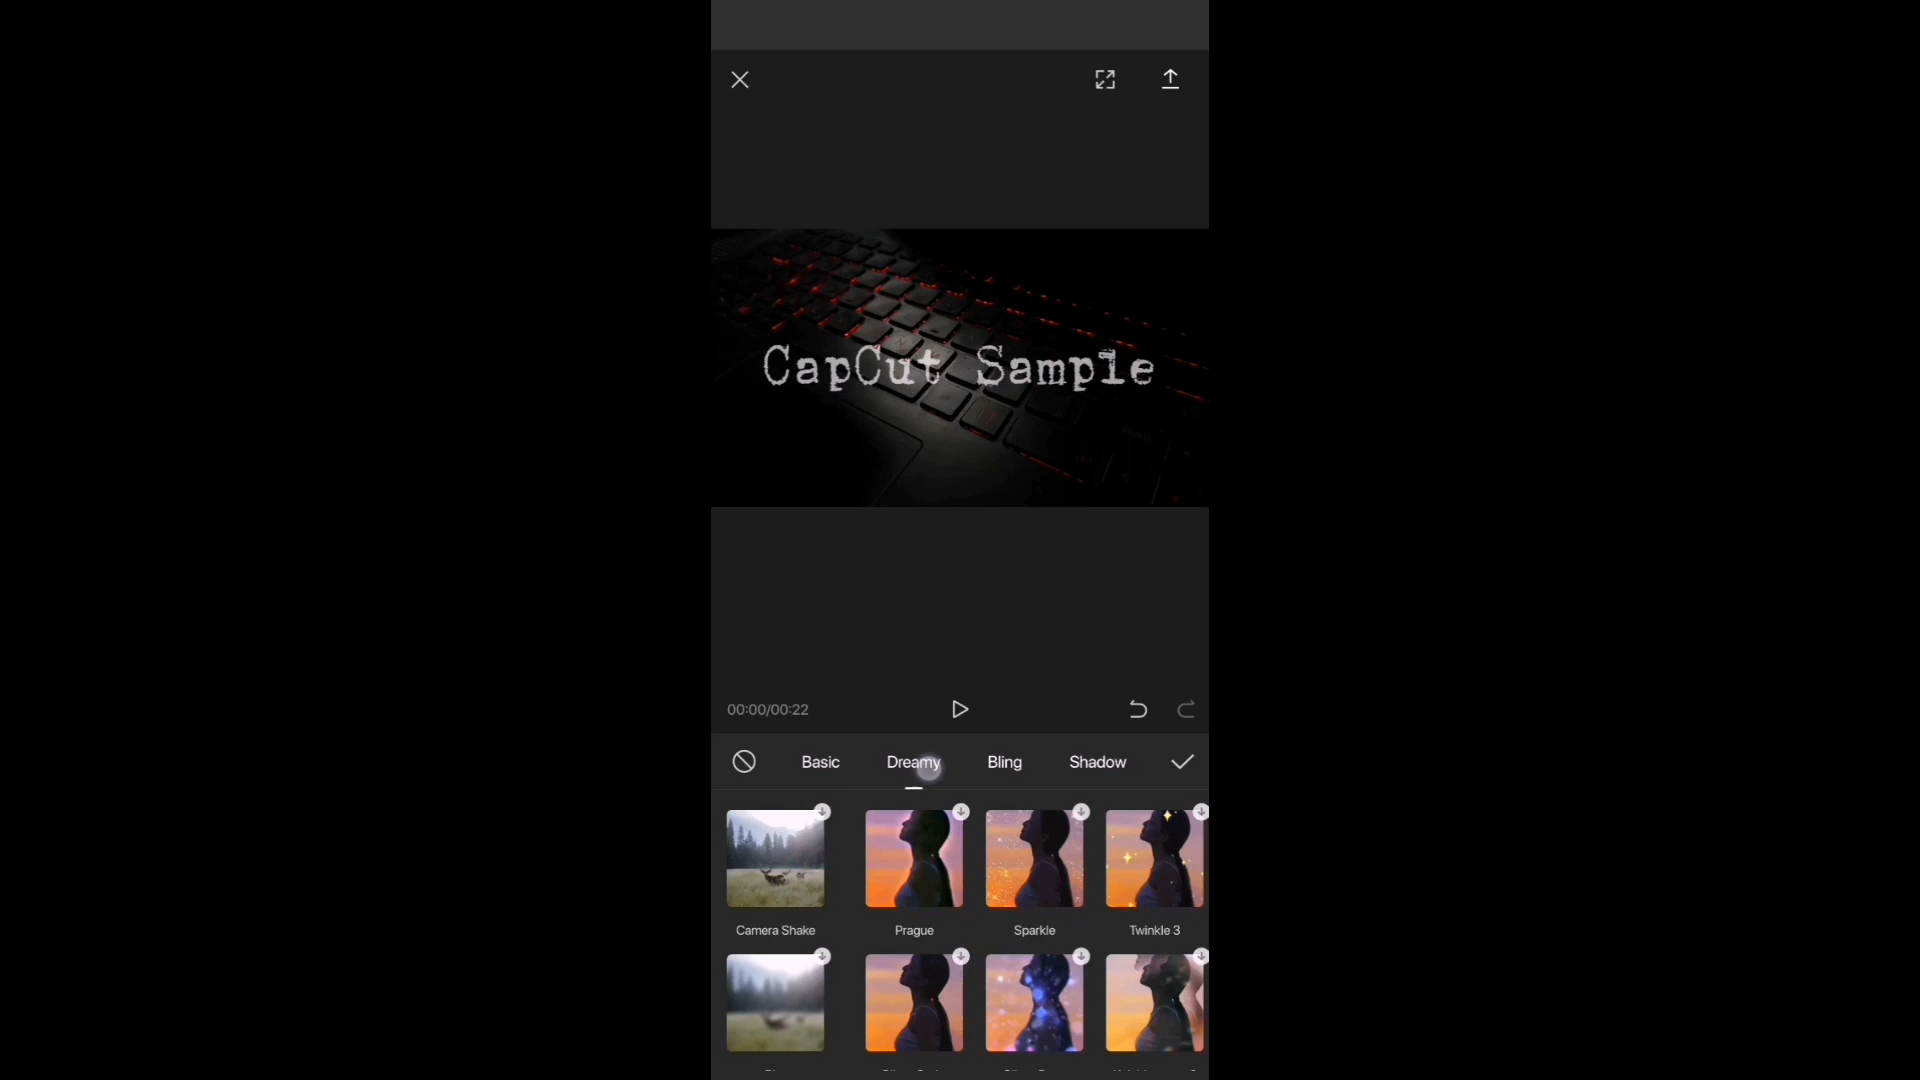 CapCut Sample
00:00/00:22
Basic Dreamy Bling Shadow
Camera Shake Prague Sparkle Twinkle 3